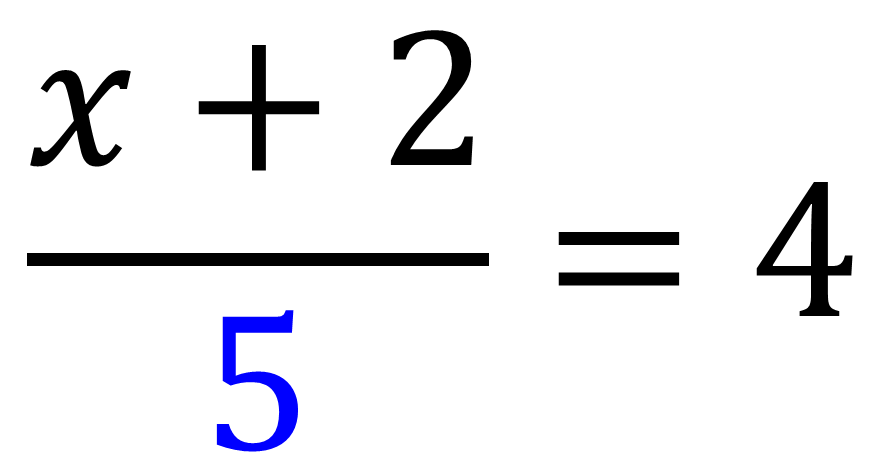 x + 2
5
= 4